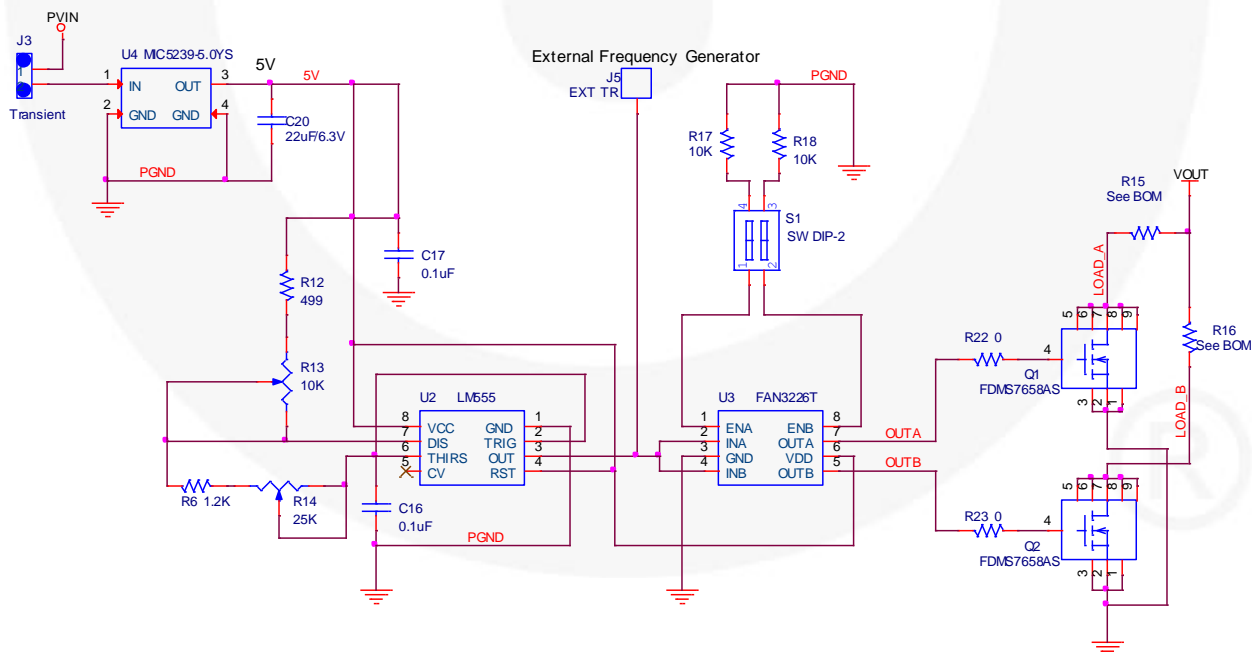 PVIN
J3
1
2
Transient
U4 MIC5239-5.0YS
1
IN
OUT
3
2
GND
GND
4
5V
5V
C20
22uF/6.3V
PGND
External Frequency Generator
J5
EXT TR
PGND
R17
10K
R18
10K
4
3
S1
SW DIP-2
1
2
C17
0.1uF
R12
499
R13
10K
R6 1.2K
R14
25K
U2
LM555
8
VCC
GND
1
7
DIS
TRIG
2
6
THIRS
OUT
3
5
CV
RST
4
C16
0.1uF
PGND
U3
FAN3226T
1
ENA
ENB
8
2
INA
OUTA
7
3
GND
VDD
6
4
INB
OUTB
5
OUTA
OUTB
R22 0
R23 0
R15
See BOM
VOUT
LOAD_A
R16
See BOM
LOAD_B
5
6
7
8
9
4
3
2
1
Q1
FDMS7658AS
5
6
7
8
9
4
3
2
1
Q2
FDMS7658AS
®